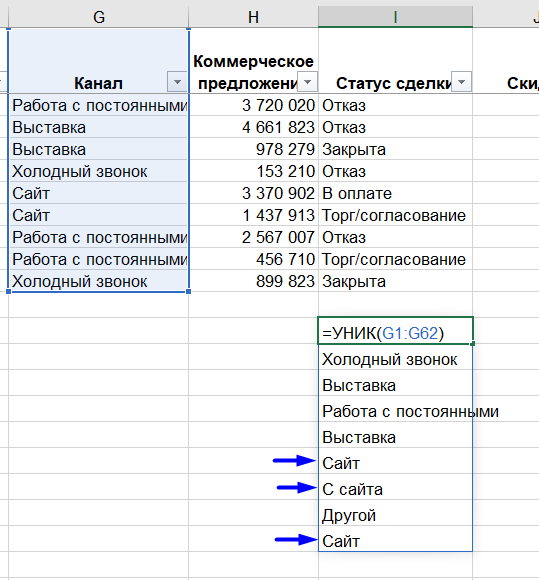 G H I J
Коммерческое
Канал предложени Статус сделки Ски
Работа с постоянными 3 720 020 Отказ
Выставка 4 661 823 Отказ
Выставка 978 279 Закрыта
Холодный звонок 153 210 Отказ
Сайт 3 370 902 В оплате
Сайт 1 437 913 Торг/согласование
Работа с постоянными 2 567 007 Отказ
Работа с постоянными 456 710 Торг/согласование
Холодный звонок 899 823 Закрыта
=УНИК(G1:G62)
Холодный звонок
Выставка
Работа с постоянными
Выставка
Сайт
С сайта
Другой
Сайт